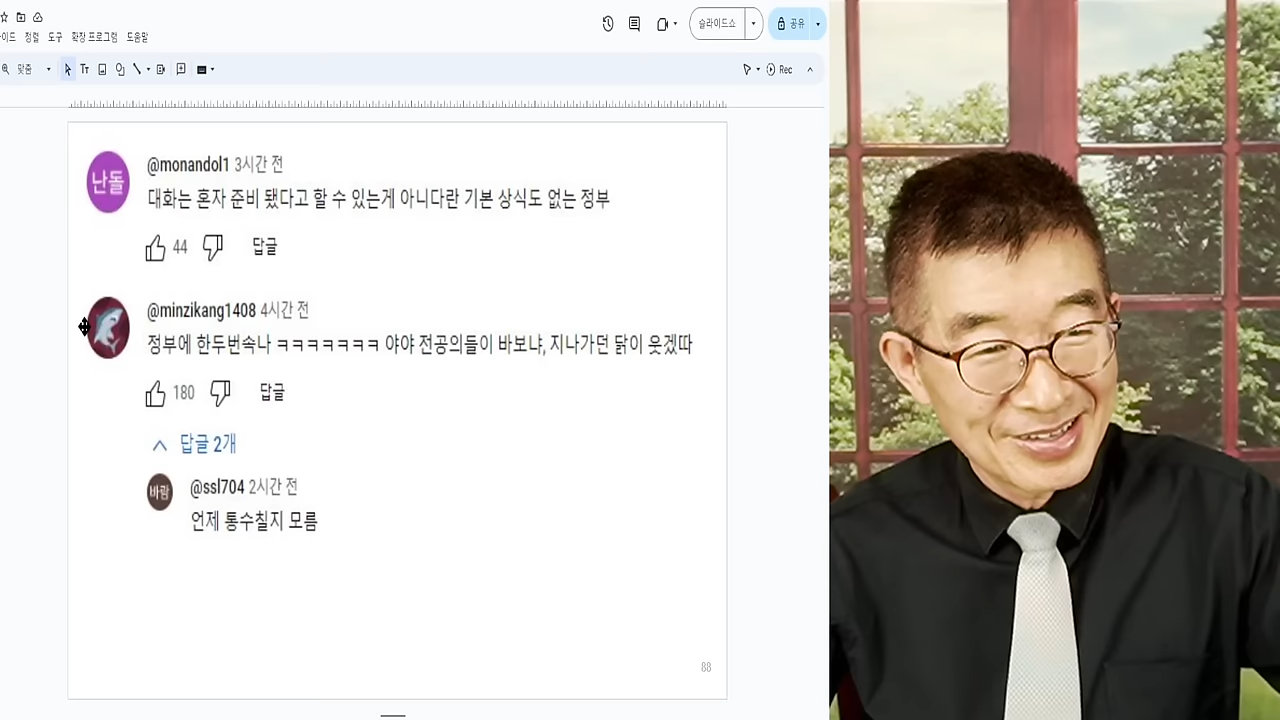 이드 정렬 도구 확장 프로그램 도움말
슬라이드쇼
공유
맞춤
Tт
Rec
난돌
@monandol1 3시간 전
대화는 혼자 준비 됐다고 할 수 있는게 아니다란 기본 상식도 없는 정부
44 답글
@minzikang1408 4시간 전
정부에 한두번속나 ㅋㅋㅋㅋㅋㅋㅋ 야야 전공의들이 바보냐, 지나가던 닭이 웃겠따
180 답글
답글 2개
바람
@ssl704 2시간 전
언제 통수칠지 모름
88